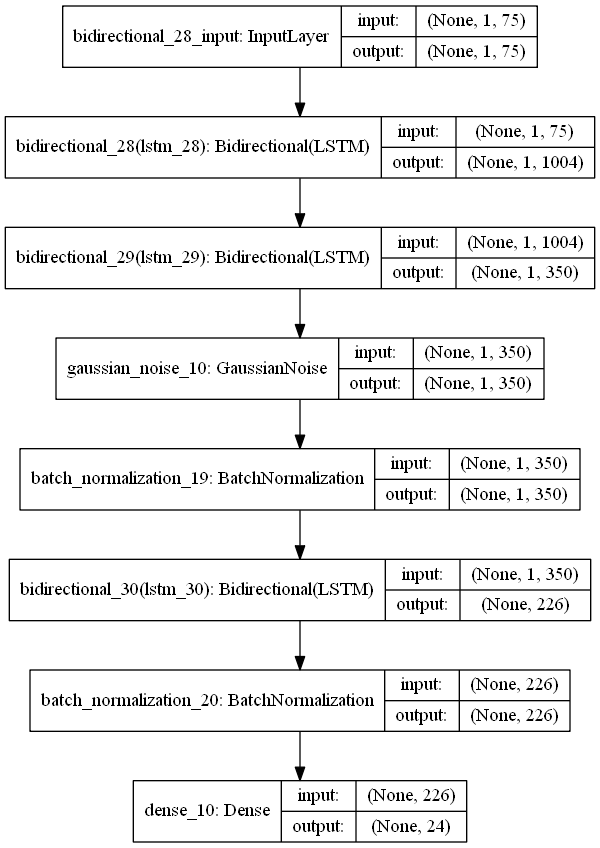 bidirectional_28_input: InputLayer
input: (None, 1, 75)
output: (None, 1, 75)
bidirectional_28(lstm_28): Bidirectional(LSTM)
input: (None, 1, 75)
output: (None, 1, 1004)
bidirectional_29(lstm_29): Bidirectional(LSTM)
input: (None, 1, 1004)
output: (None, 1, 350)
gaussian_noise_10: GaussianNoise
input: (None, 1, 350)
output: (None, 1, 350)
batch_normalization_19: BatchNormalization
input: (None, 1, 350)
output: (None, 1, 350)
bidirectional_30(lstm_30): Bidirectional(LSTM)
input: (None, 1, 350)
output: (None, 226)
batch_normalization_20: BatchNormalization
input: (None, 226)
output: (None, 226)
dense_10: Dense
input: (None, 226)
output: (None, 24)